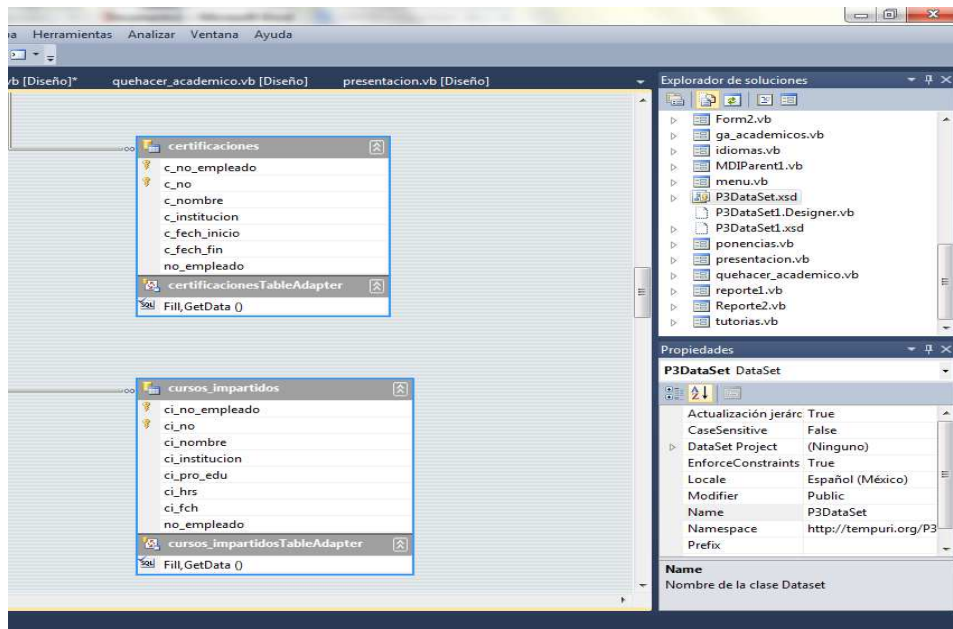 Herramientas Analizar Ventana Ayuda
vb [Diseño]* quehacer_academico.vb [Diseño] presentacion.vb [Diseño]
certificaciones
c_no_empleado
c_no
c_nombre
c_institucion
c_fech_inicio
c_fech_fin
no_empleado
certificacionesTableAdapter
SQL Fill,GetData ()
cursos_impartidos
ci_no_empleado
ci_no
ci_nombre
ci_institucion
ci_pro_edu
ci_hrs
ci_fch
no_empleado
cursos_impartidosTableAdapter
SQL Fill,GetData ()
Explorador de soluciones
Form2.vb
ga_academicos.vb
idiomas.vb
MDIParent1.vb
menu.vb
P3DataSet.xsd
P3DataSet1.Designer.vb
P3DataSet1.xsd
ponencias.vb
presentacion.vb
quehacer_academico.vb
reporte1.vb
Reporte2.vb
tutorias.vb
Propiedades
P3DataSet DataSet
Actualización jerárc True
CaseSensitive False
DataSet Project (Ninguno)
EnforceConstraints True
Locale Español (México)
Modifier Public
Name P3DataSet
Namespace http://tempuri.org/P3
Prefix
Name
Nombre de la clase Dataset